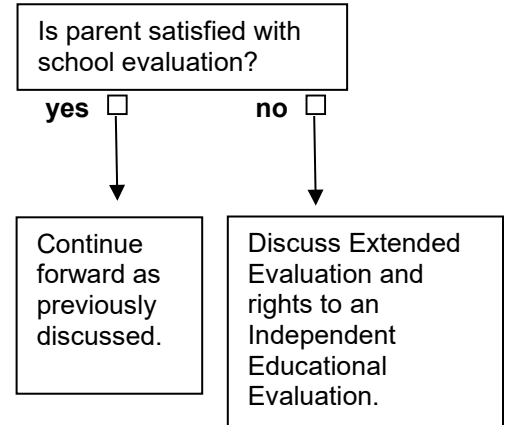 Is parent satisfied with
school evaluation?
yes ☐
no ☐
Continue
forward as
previously
discussed.
Discuss Extended
Evaluation and
rights to an
Independent
Educational
Evaluation.